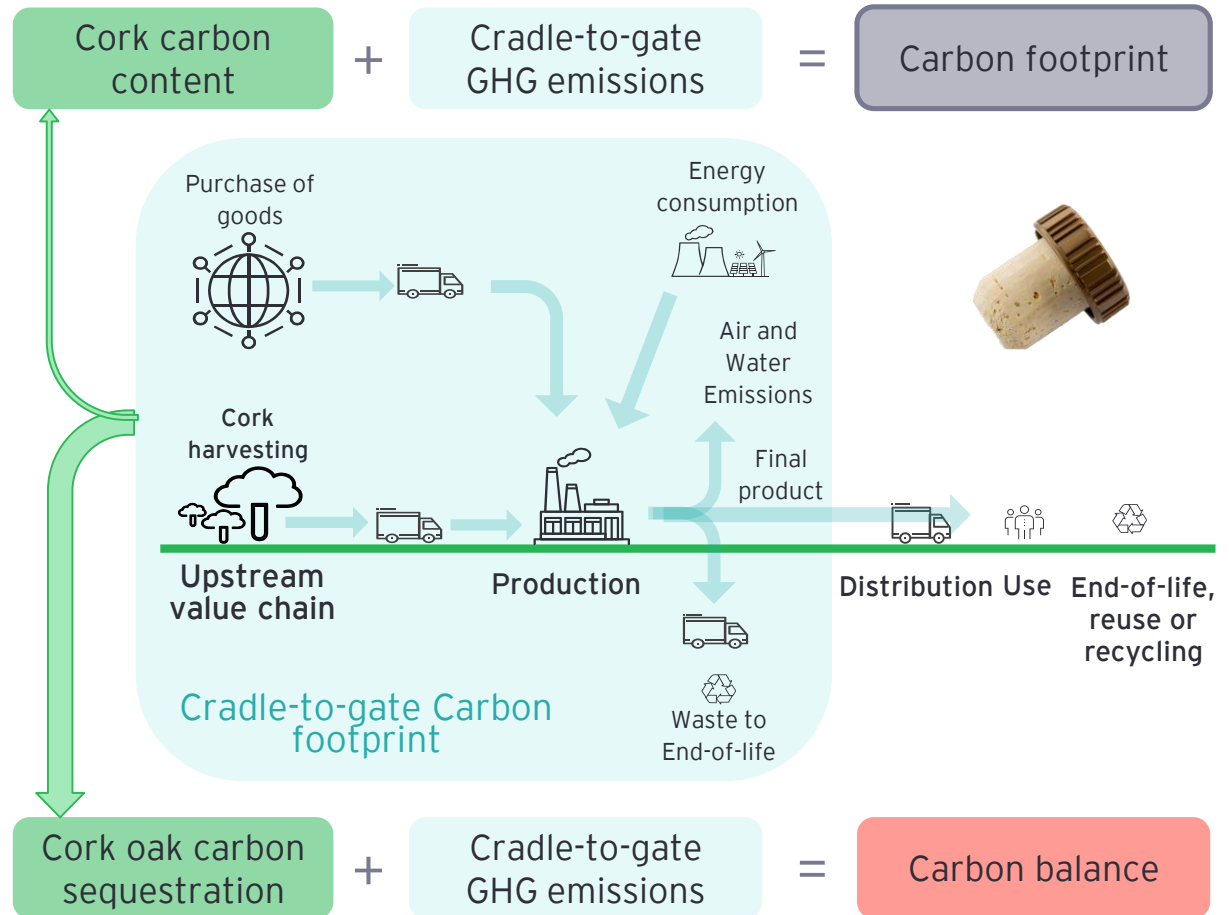 Cork carbon
content
+
Cradle-to-gate
GHG emissions
=
Carbon footprint
Purchase of
goods
Energy
consumption
Air and
Water
Emissions
Cork
harvesting
Final
product
Upstream
value chain
Production
Distribution
Use
End-of-life,
reuse or
recycling
Cradle-to-gate Carbon
footprint
Waste to
End-of-life
Cork oak carbon
sequestration
+
Cradle-to-gate
GHG emissions
=
Carbon balance